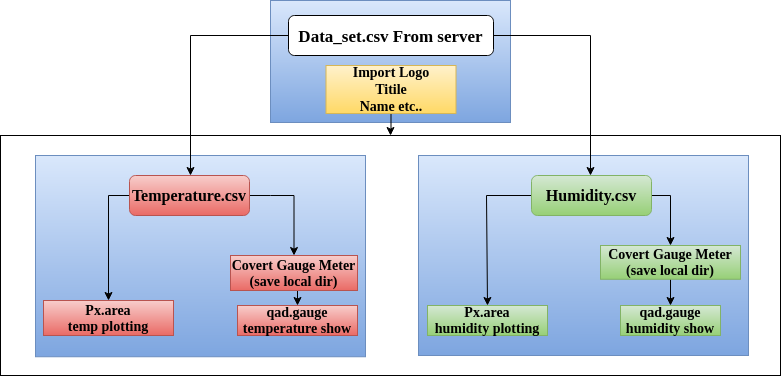 Data_set.csv From server
Import Logo
Titile
Name etc..
Temperature.csv
Covert Gauge Meter
(save local dir)
Px.area
temp plotting
qad.gauge
temperature show
Humidity.csv
Covert Gauge Meter
(save local dir)
Px.area
humidity plotting
qad.gauge
humidity show